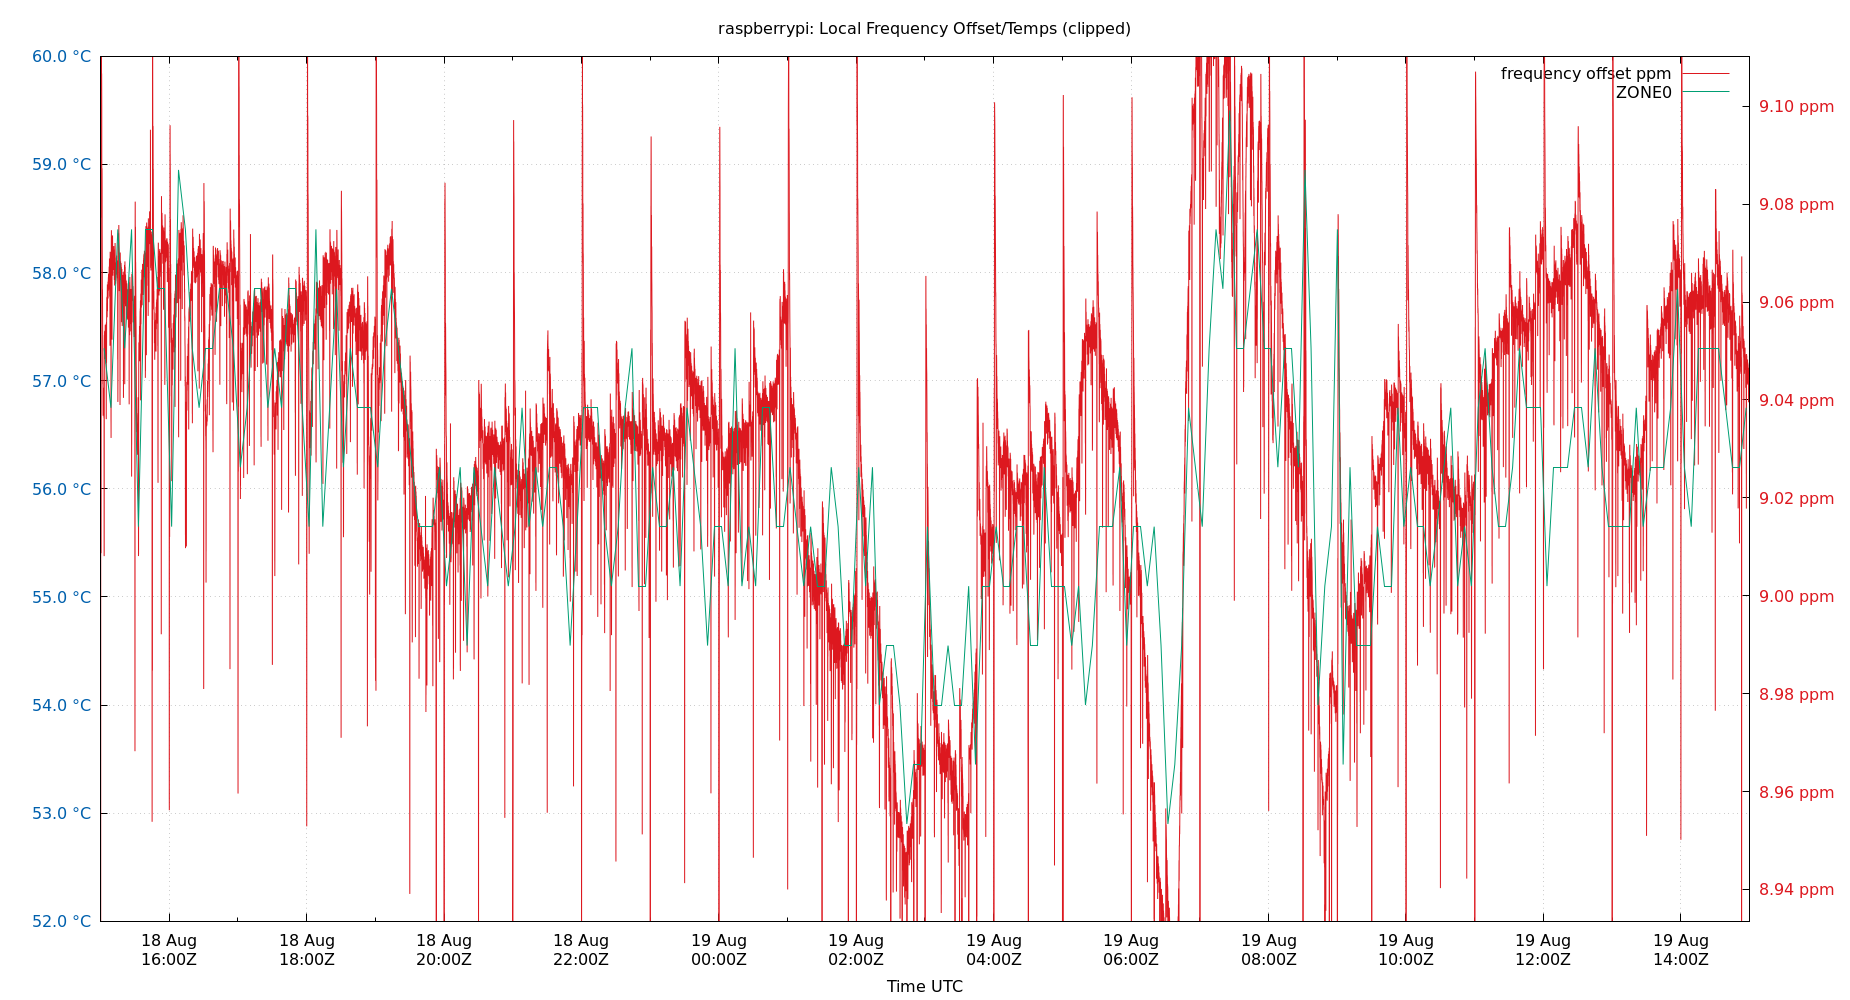 raspberrypi: Local Frequency Offset/Temps (clipped)
frequency offset ppm
ZONE0
60.0 °C
59.0 °C
58.0 °C
57.0 °C
56.0 °C
55.0 °C
54.0 °C
53.0 °C
52.0 °C
9.10 ppm
9.08 ppm
9.06 ppm
9.04 ppm
9.02 ppm
9.00 ppm
8.98 ppm
8.96 ppm
8.94 ppm
18 Aug
16:00Z
18 Aug
18:00Z
18 Aug
20:00Z
18 Aug
22:00Z
19 Aug
00:00Z
19 Aug
02:00Z
19 Aug
04:00Z
19 Aug
06:00Z
19 Aug
08:00Z
19 Aug
10:00Z
19 Aug
12:00Z
19 Aug
14:00Z
Time UTC